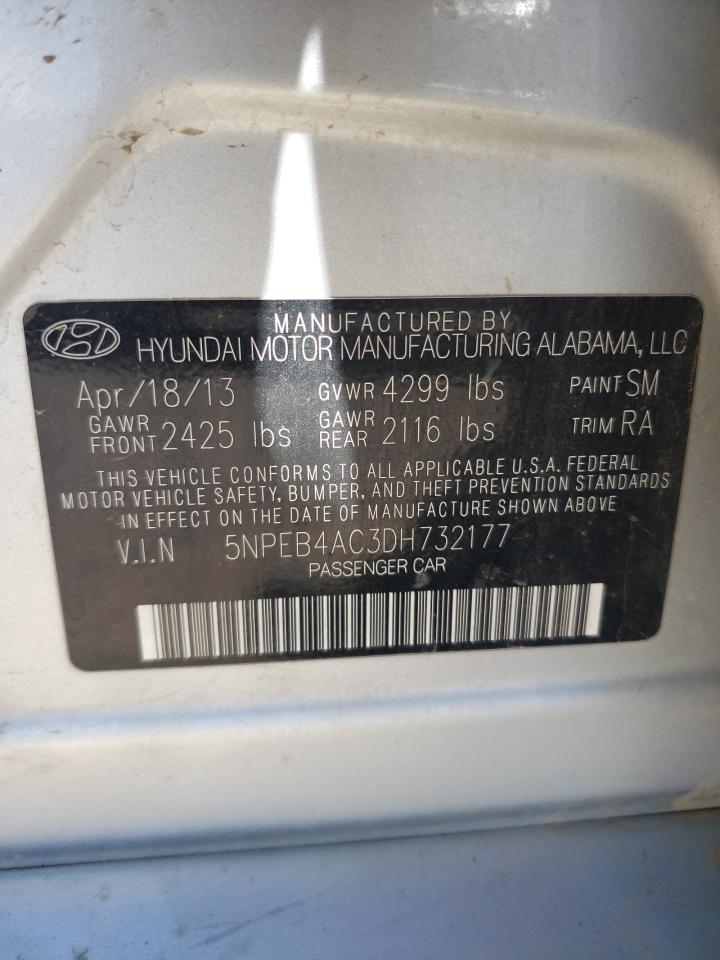 MANUFACTURED BY
HYUNDAI MOTOR MANUFACTURING ALABAMA, LLC
Apr/18/13 GVWR 4299 lbs PAINT SM
GAWR FRONT 2425 lbs GAWR REAR 2116 lbs TRIM RA
THIS VEHICLE CONFORMS TO ALL APPLICABLE U.S.A. FEDERAL
MOTOR VEHICLE SAFETY, BUMPER, AND THEFT PREVENTION STANDARDS
IN EFFECT ON THE DATE OF MANUFACTURE SHOWN ABOVE
V.I.N 5NPEB4AC3DH732177
PASSENGER CAR